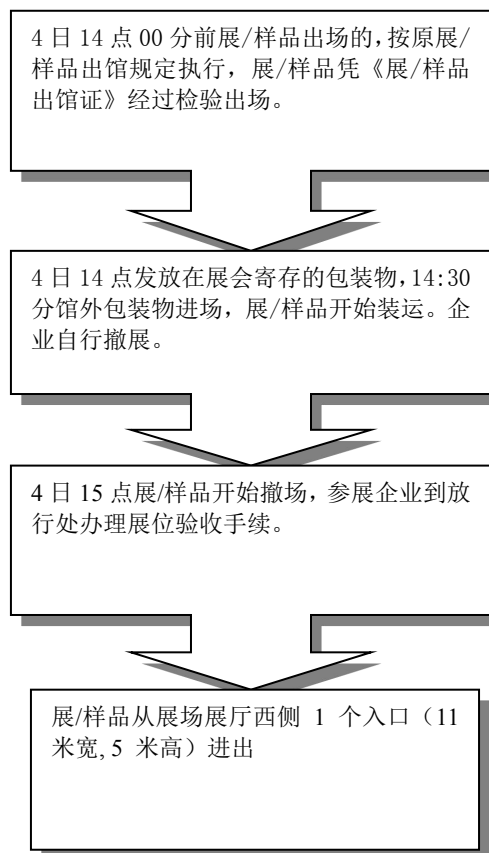 4 日 14 点 00 分前展/样品出场的,按原展/
样品出馆规定执行，展/样品凭《展/样品
出馆证》经过检验出场。
4 日 14 点发放在展会寄存的包装物,14:30
分馆外包装物进场，展/样品开始装运。企
业自行撤展。
4 日 15 点展/样品开始撤场，参展企业到放
行处办理展位验收手续。
展/样品从展场展厅西侧 1 个入口（11
米宽,5 米高）进出